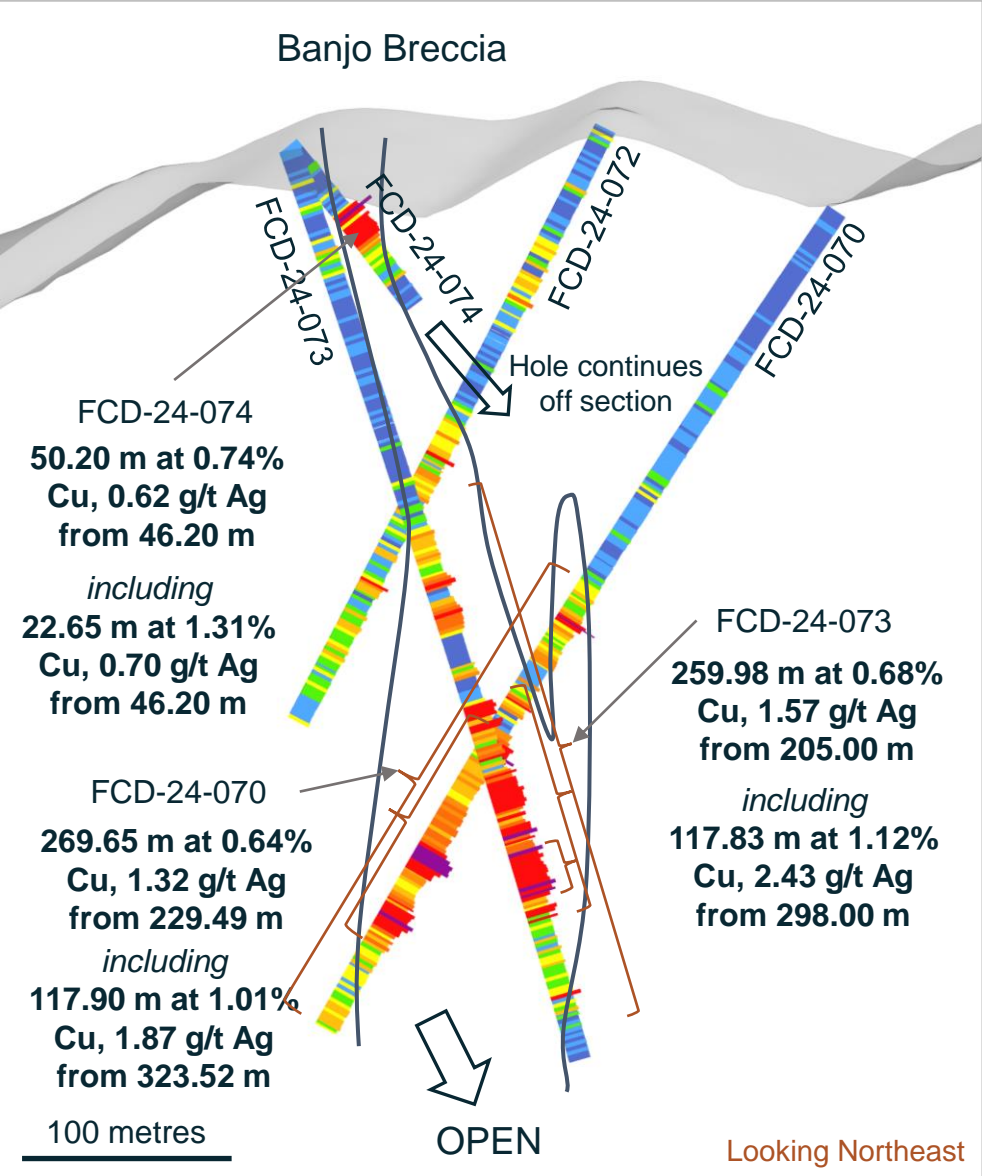 Banjo Breccia
FCD-24-073
FCD-24-074
FCD-24-072
FCD-24-070
Hole continues
off section
FCD-24-074
50.20 m at 0.74%
Cu, 0.62 g/t Ag
from 46.20 m
including
22.65 m at 1.31%
Cu, 0.70 g/t Ag
from 46.20 m
FCD-24-073
259.98 m at 0.68%
Cu, 1.57 g/t Ag
from 205.00 m
including
117.83 m at 1.12%
Cu, 2.43 g/t Ag
from 298.00 m
FCD-24-070
269.65 m at 0.64%
Cu, 1.32 g/t Ag
from 229.49 m
including
117.90 m at 1.01%
Cu, 1.87 g/t Ag
from 323.52 m
100 metres
OPEN
Looking Northeast